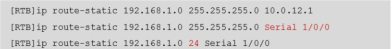 [RTB]ip route-static 192.168.1.0 255.255.255.0 10.0.12.1
[RTB]ip route-static 192.168.1.0 255.255.255.0 Serial 1/0/0
[RTB]ip route-static 192.168.1.0 24 Serial 1/0/0